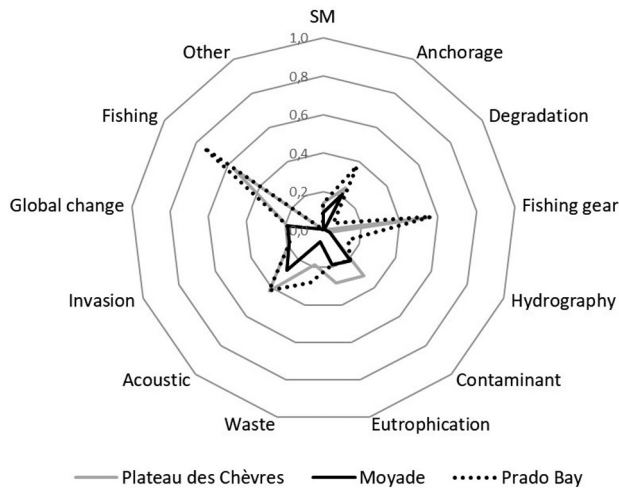 SM
1,0
Other
Anchorage
0,8
Fishing
0,6
Degradation
0,4
Global change
0,2
Fishing gear
0,0
Invasion
Hydrography
Acoustic
Contaminant
Waste
Eutrophication
Plateau des Chèvres
Moyade
Prado Bay